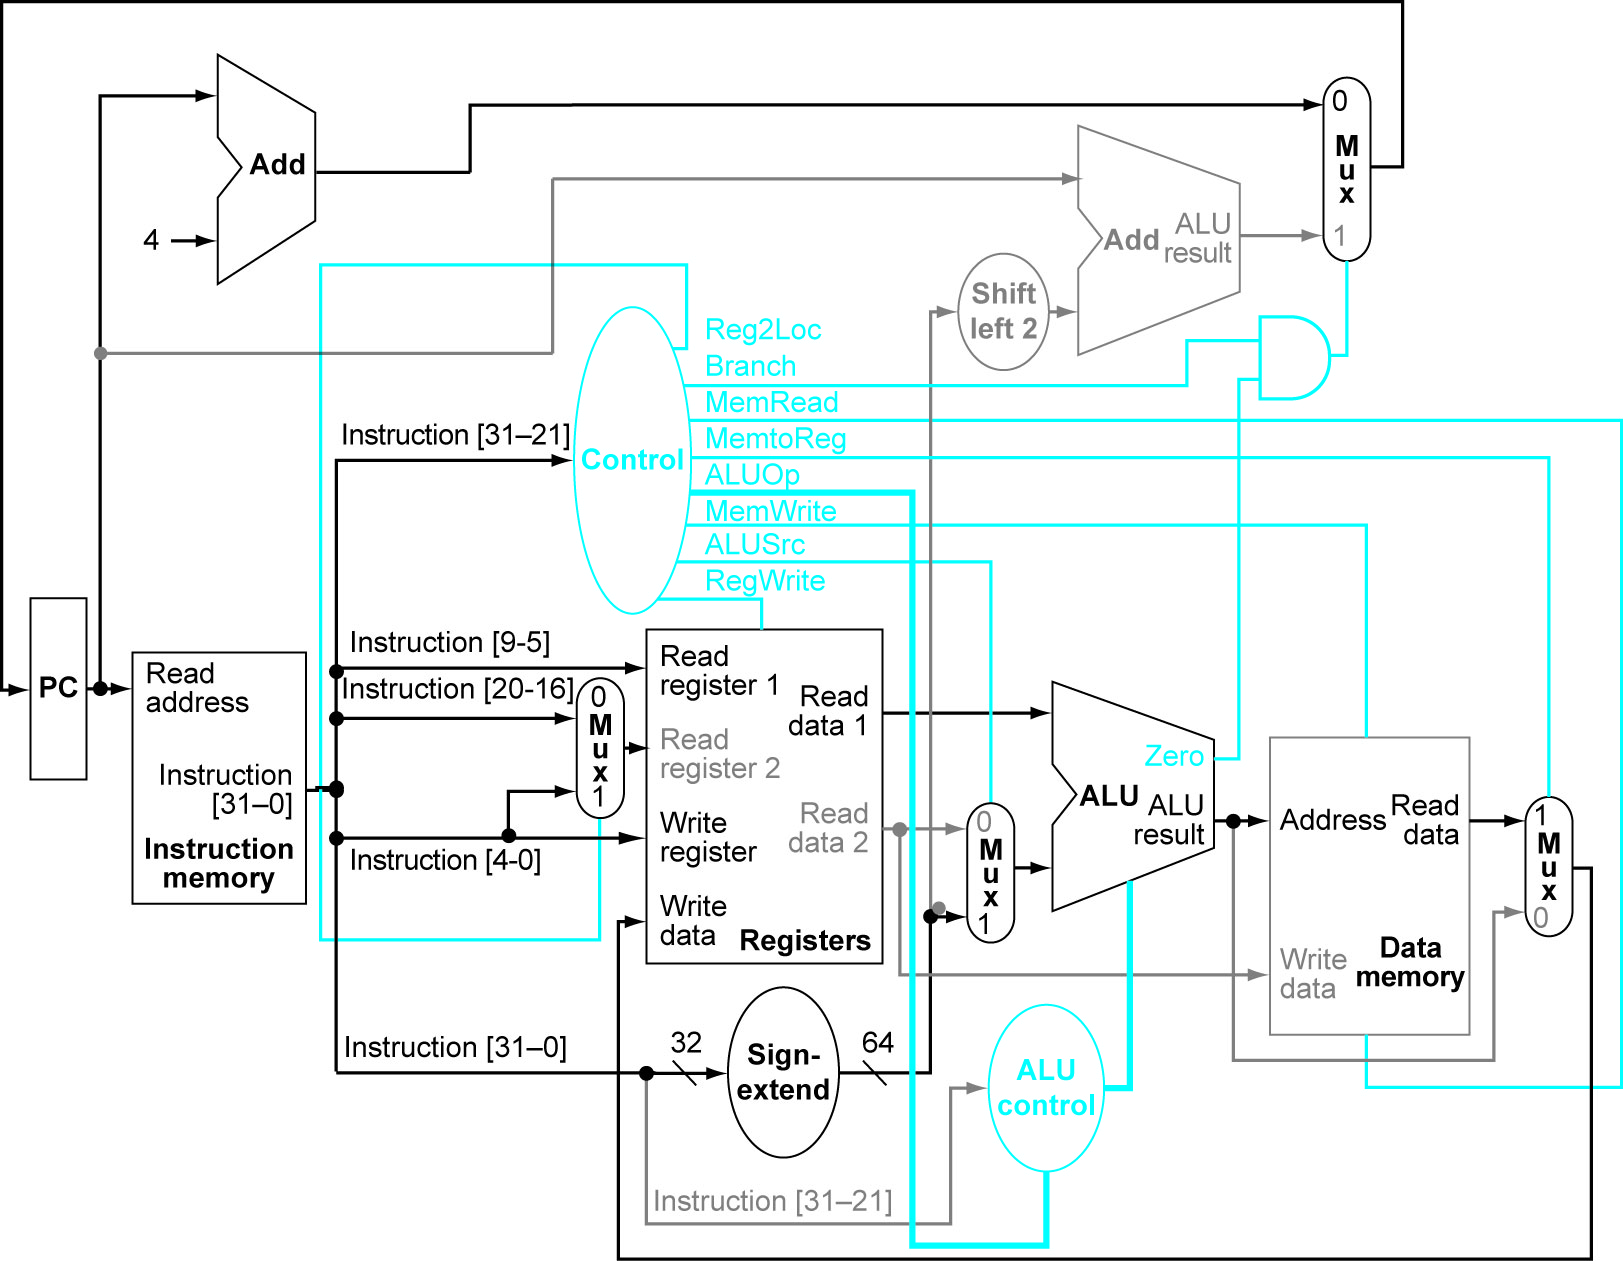 Add
4
0
Mux
1
Add
ALU
result
Shift
left 2
Reg2Loc
Branch
MemRead
MemtoReg
ALUOp
MemWrite
ALUSrc
RegWrite
Control
Instruction [31–21]
PC
Read
address
Instruction
[31–0]
Instruction
memory
Instruction [9-5]
Instruction [20-16]
Instruction [4-0]
0
Mux
1
Read
register 1
Read
register 2
Write
register
Write
data
Read
data 1
Read
data 2
Registers
0
Mux
1
Zero
ALU
ALU
result
Address
Read
data
Write
data
Data
memory
1
Mux
0
Instruction [31–0]
32
Sign-
extend
64
ALU
control
Instruction [31–21]